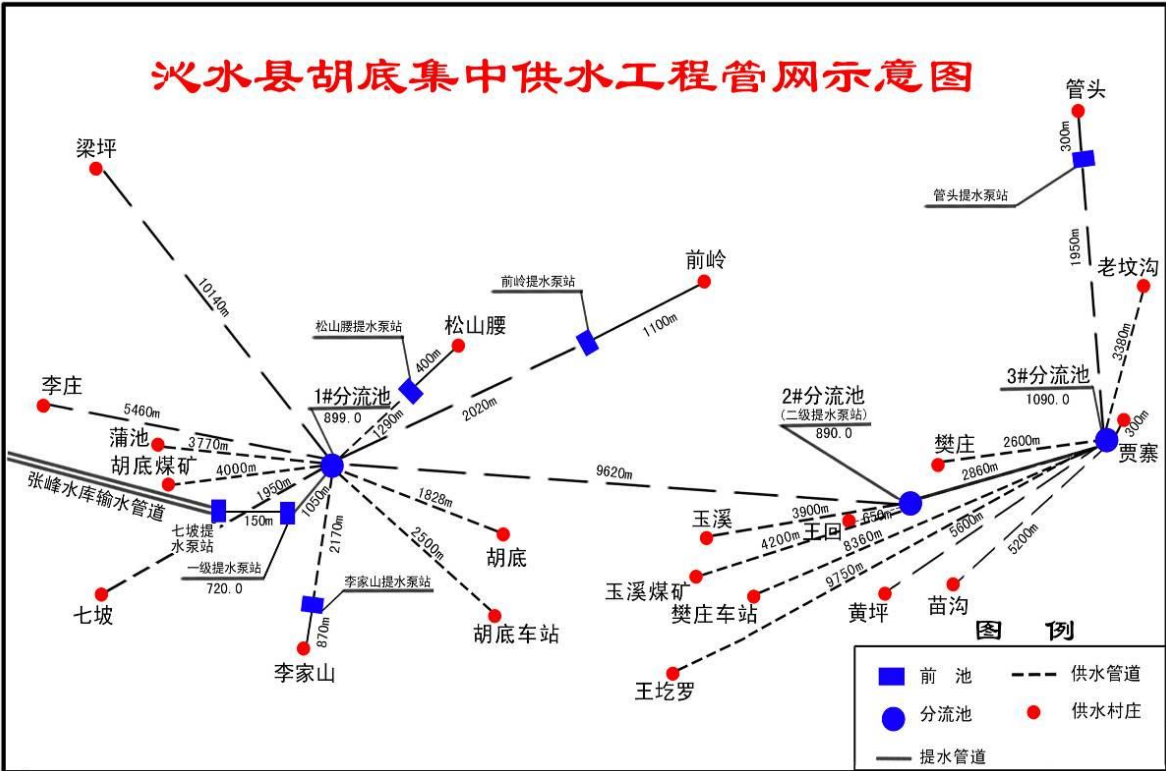 沁水县胡底集中供水工程管网示意图
管头
300m
管头提水泵站
1950m
梁坪
10140m
老坟沟
3380m
前岭
前岭提水泵站
1100m
2020m
松山腰提水泵站
松山腰
400m
1290m
1#分流池
899.0
李庄
5460m
蒲池
3770m
胡底煤矿
4000m
张峰水库输水管道
1950m
1050m
150m
七坡提
水泵站
一级提水泵站
720.0
七坡
2170m
李家山提水泵站
870m
李家山
1828m
胡底
2500m
胡底车站
9620m
2#分流池
(二级提水泵站)
890.0
3#分流池
1090.0
300m
贾寨
樊庄
2600m
2860m
玉溪
3900m
王回
650m
4200m
玉溪煤矿
8360m
樊庄车站
9750m
王圪罗
5600m
黄坪
5200m
苗沟
图 例
前 池
供水管道
分流池
供水村庄
提水管道